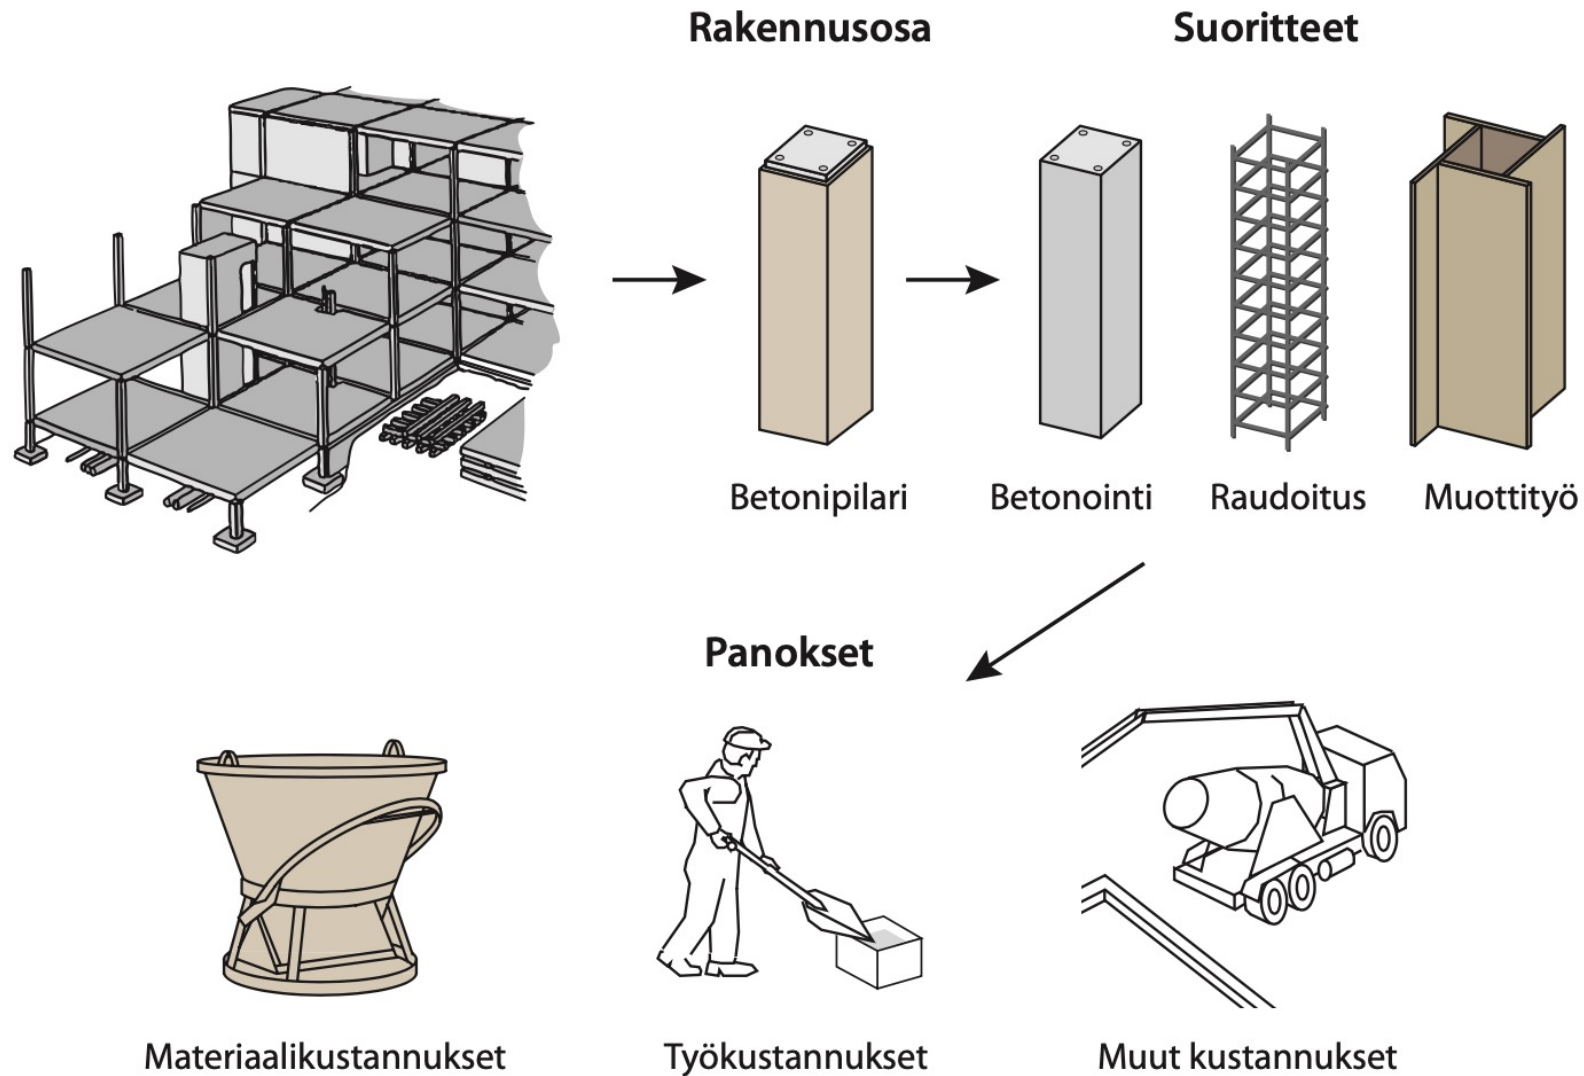 Rakennusosa
Suoritteet
Betonipilari
Betonointi
Raudoitus
Muottityö
Panokset
Materiaalikustannukset
Työkustannukset
Muut kustannukset